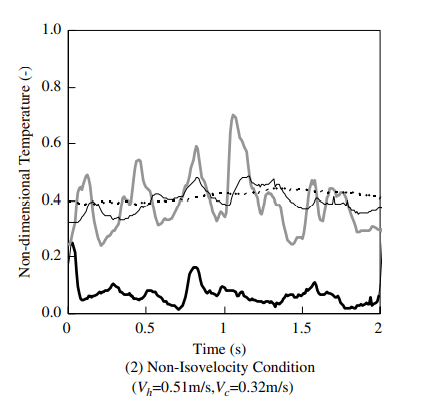 1.0
0.8
0.6
0.4
0.2
0.0
Non-dimensional Temperature (-)
0 0.5 1 1.5 2
Time (s)
(2) Non-Isovelocity Condition
(Vh=0.51m/s,Vc=0.32m/s)